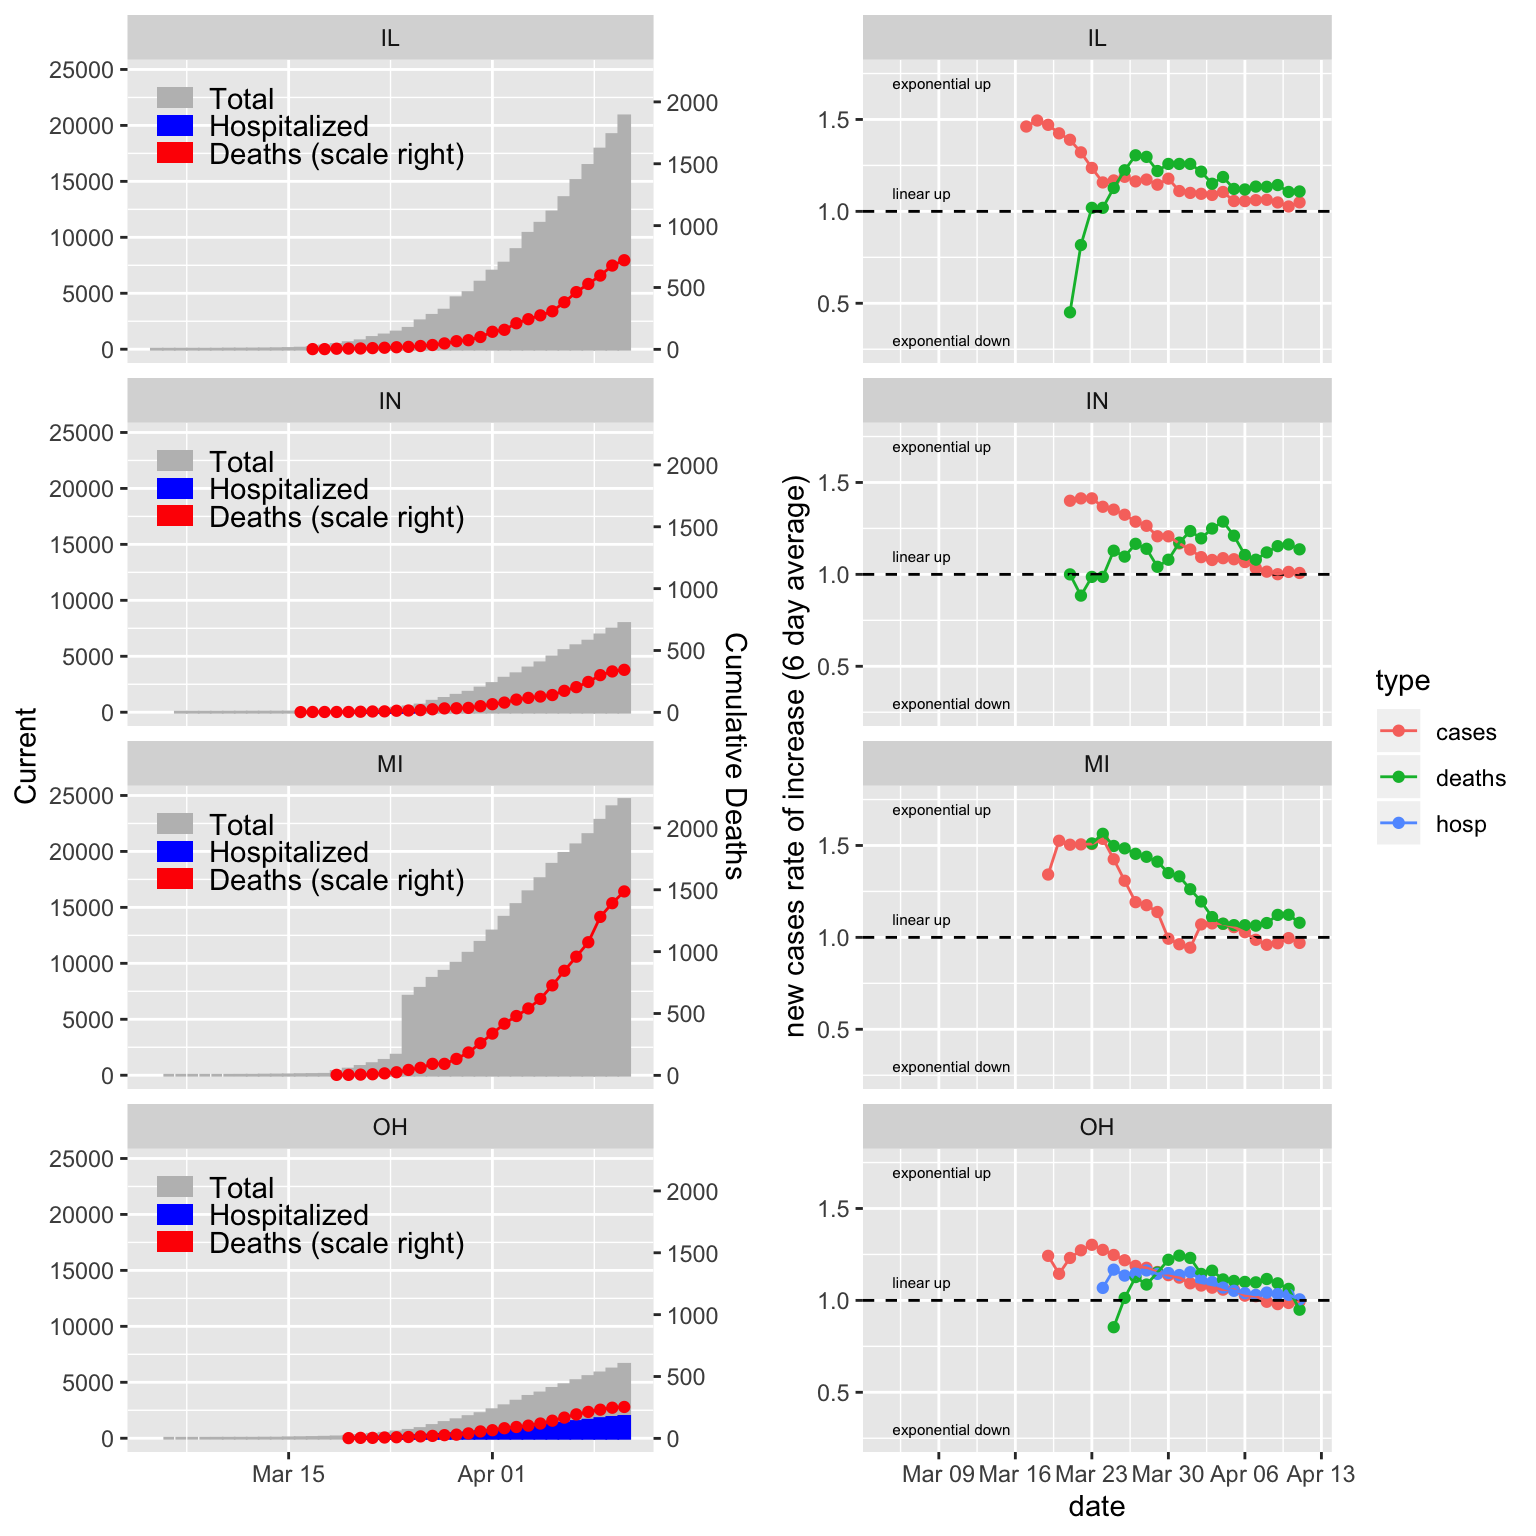 IL
25000
20000
15000
10000
5000
0
Total
Hospitalized
Deaths (scale right)
2000
1500
1000
500
0
IN
25000
20000
15000
10000
5000
0
Total
Hospitalized
Deaths (scale right)
2000
1500
1000
500
0
MI
25000
20000
15000
10000
5000
0
Total
Hospitalized
Deaths (scale right)
2000
1500
1000
500
0
OH
25000
20000
15000
10000
5000
0
Total
Hospitalized
Deaths (scale right)
2000
1500
1000
500
0
Mar 15
Apr 01
Current
Cumulative Deaths
IL
1.5
1.0
0.5
exponential up
linear up
exponential down
IN
1.5
1.0
0.5
exponential up
linear up
exponential down
MI
1.5
1.0
0.5
exponential up
linear up
exponential down
OH
1.5
1.0
0.5
exponential up
linear up
exponential down
Mar 09
Mar 16
Mar 23
Mar 30
Apr 06
Apr 13
date
new cases rate of increase (6 day average)
type
cases
deaths
hosp